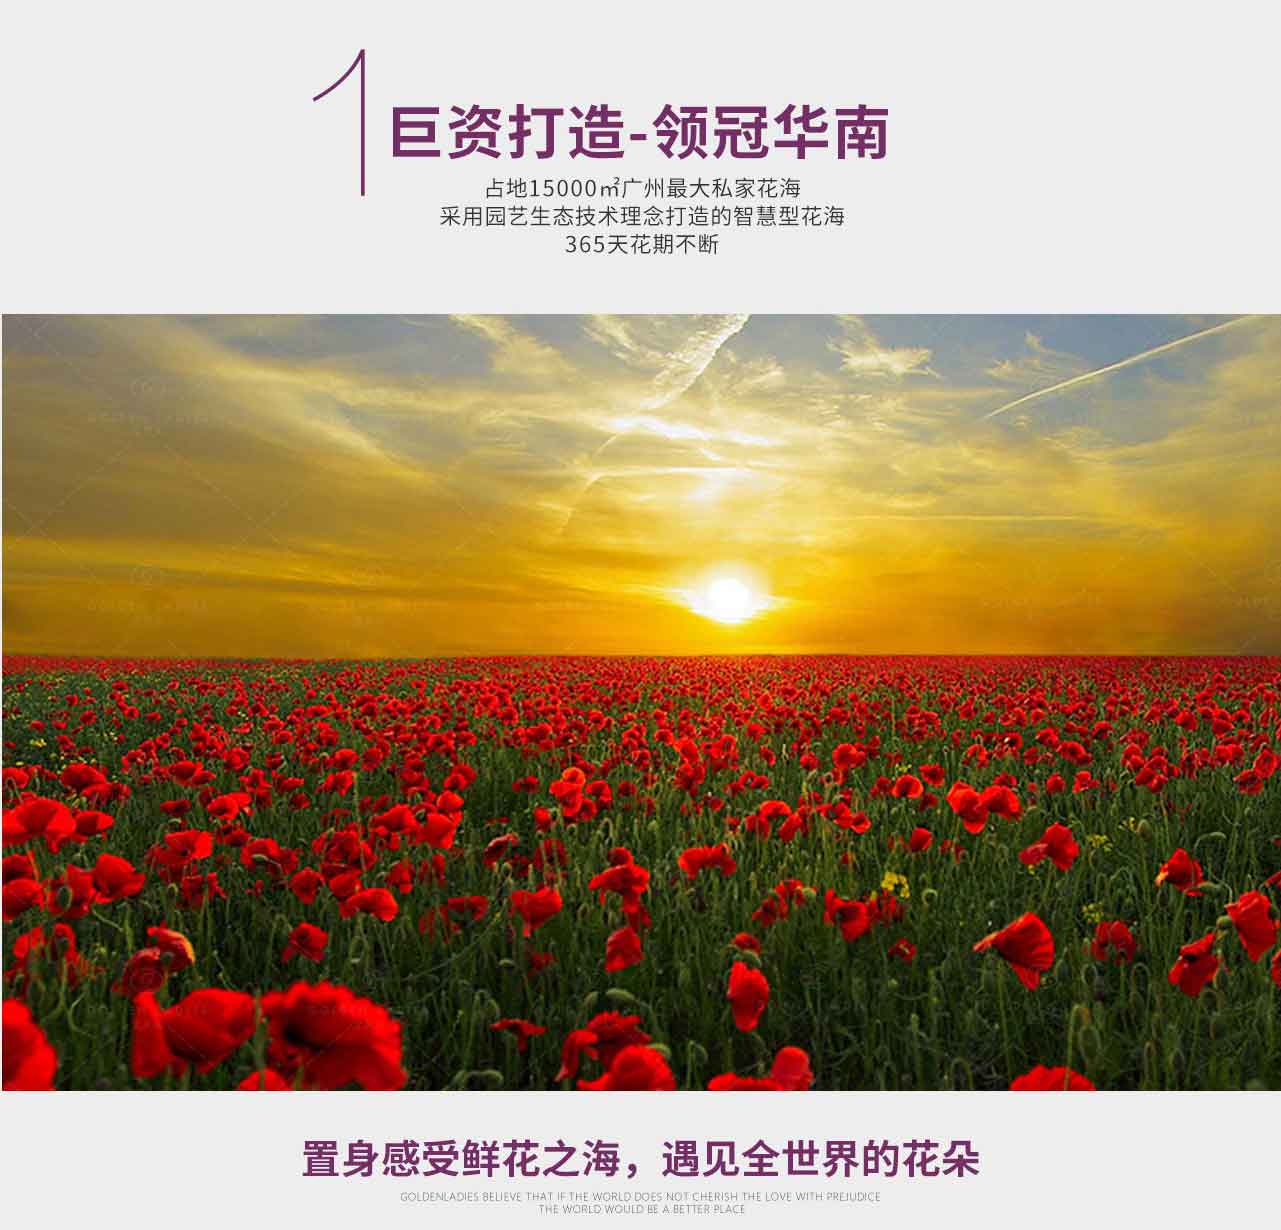 1
巨资打造-领冠华南
占地15000㎡广州最大私家花海
采用园艺生态技术理念打造的智慧型花海
365天花期不断
置身感受鲜花之海，遇见全世界的花朵
GOLDENLADIES BELIEVE THAT IF THE WORLD DOES NOT CHERISH THE LOVE WITH PREJUDICE
THE WORLD WOULD BE A BETTER PLACE